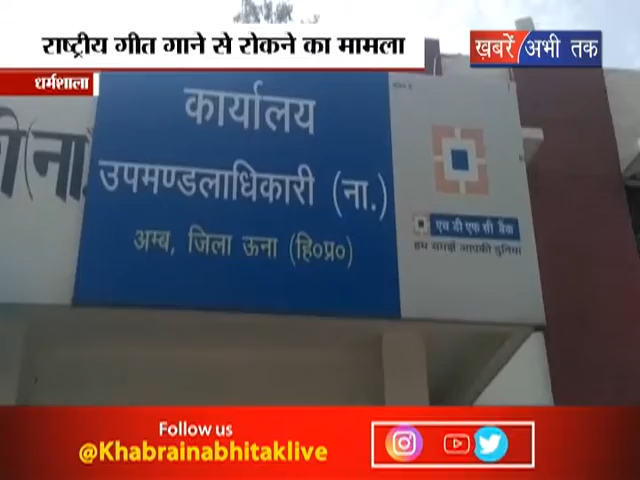 राष्ट्रीय गीत गाने से रोकने का मामला
ख़बरें अभी तक
धर्मशाला
कार्यालय
उपमण्डलाधिकारी (ना.)
अम्ब, जिला ऊना (हि०प्र०)
एच डी एफ सी बैंक
हम समझें आपकी दुनिया
ी (ना.
Follow us
@Khabrainabhitaklive